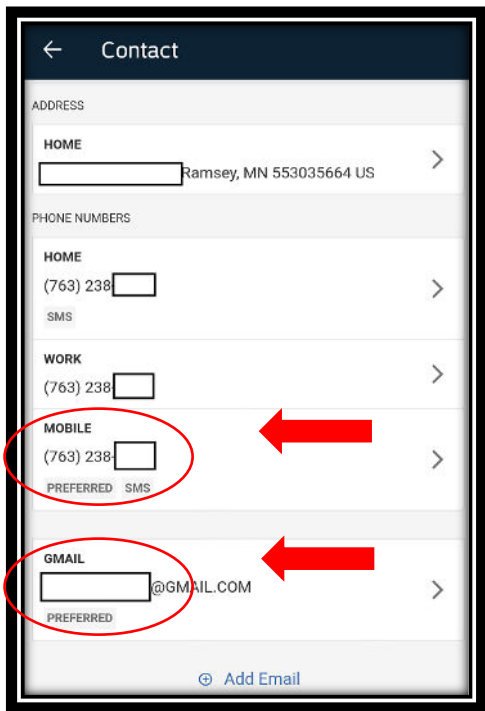 Contact
ADDRESS
HOME
Ramsey, MN 553035664 US
PHONE NUMBERS
HOME
(763) 238-
SMS
WORK
(763) 238
MOBILE
(763) 238-
PREFERRED SMS
GMAIL
@GMAIL.COM
PREFERRED
Add Email